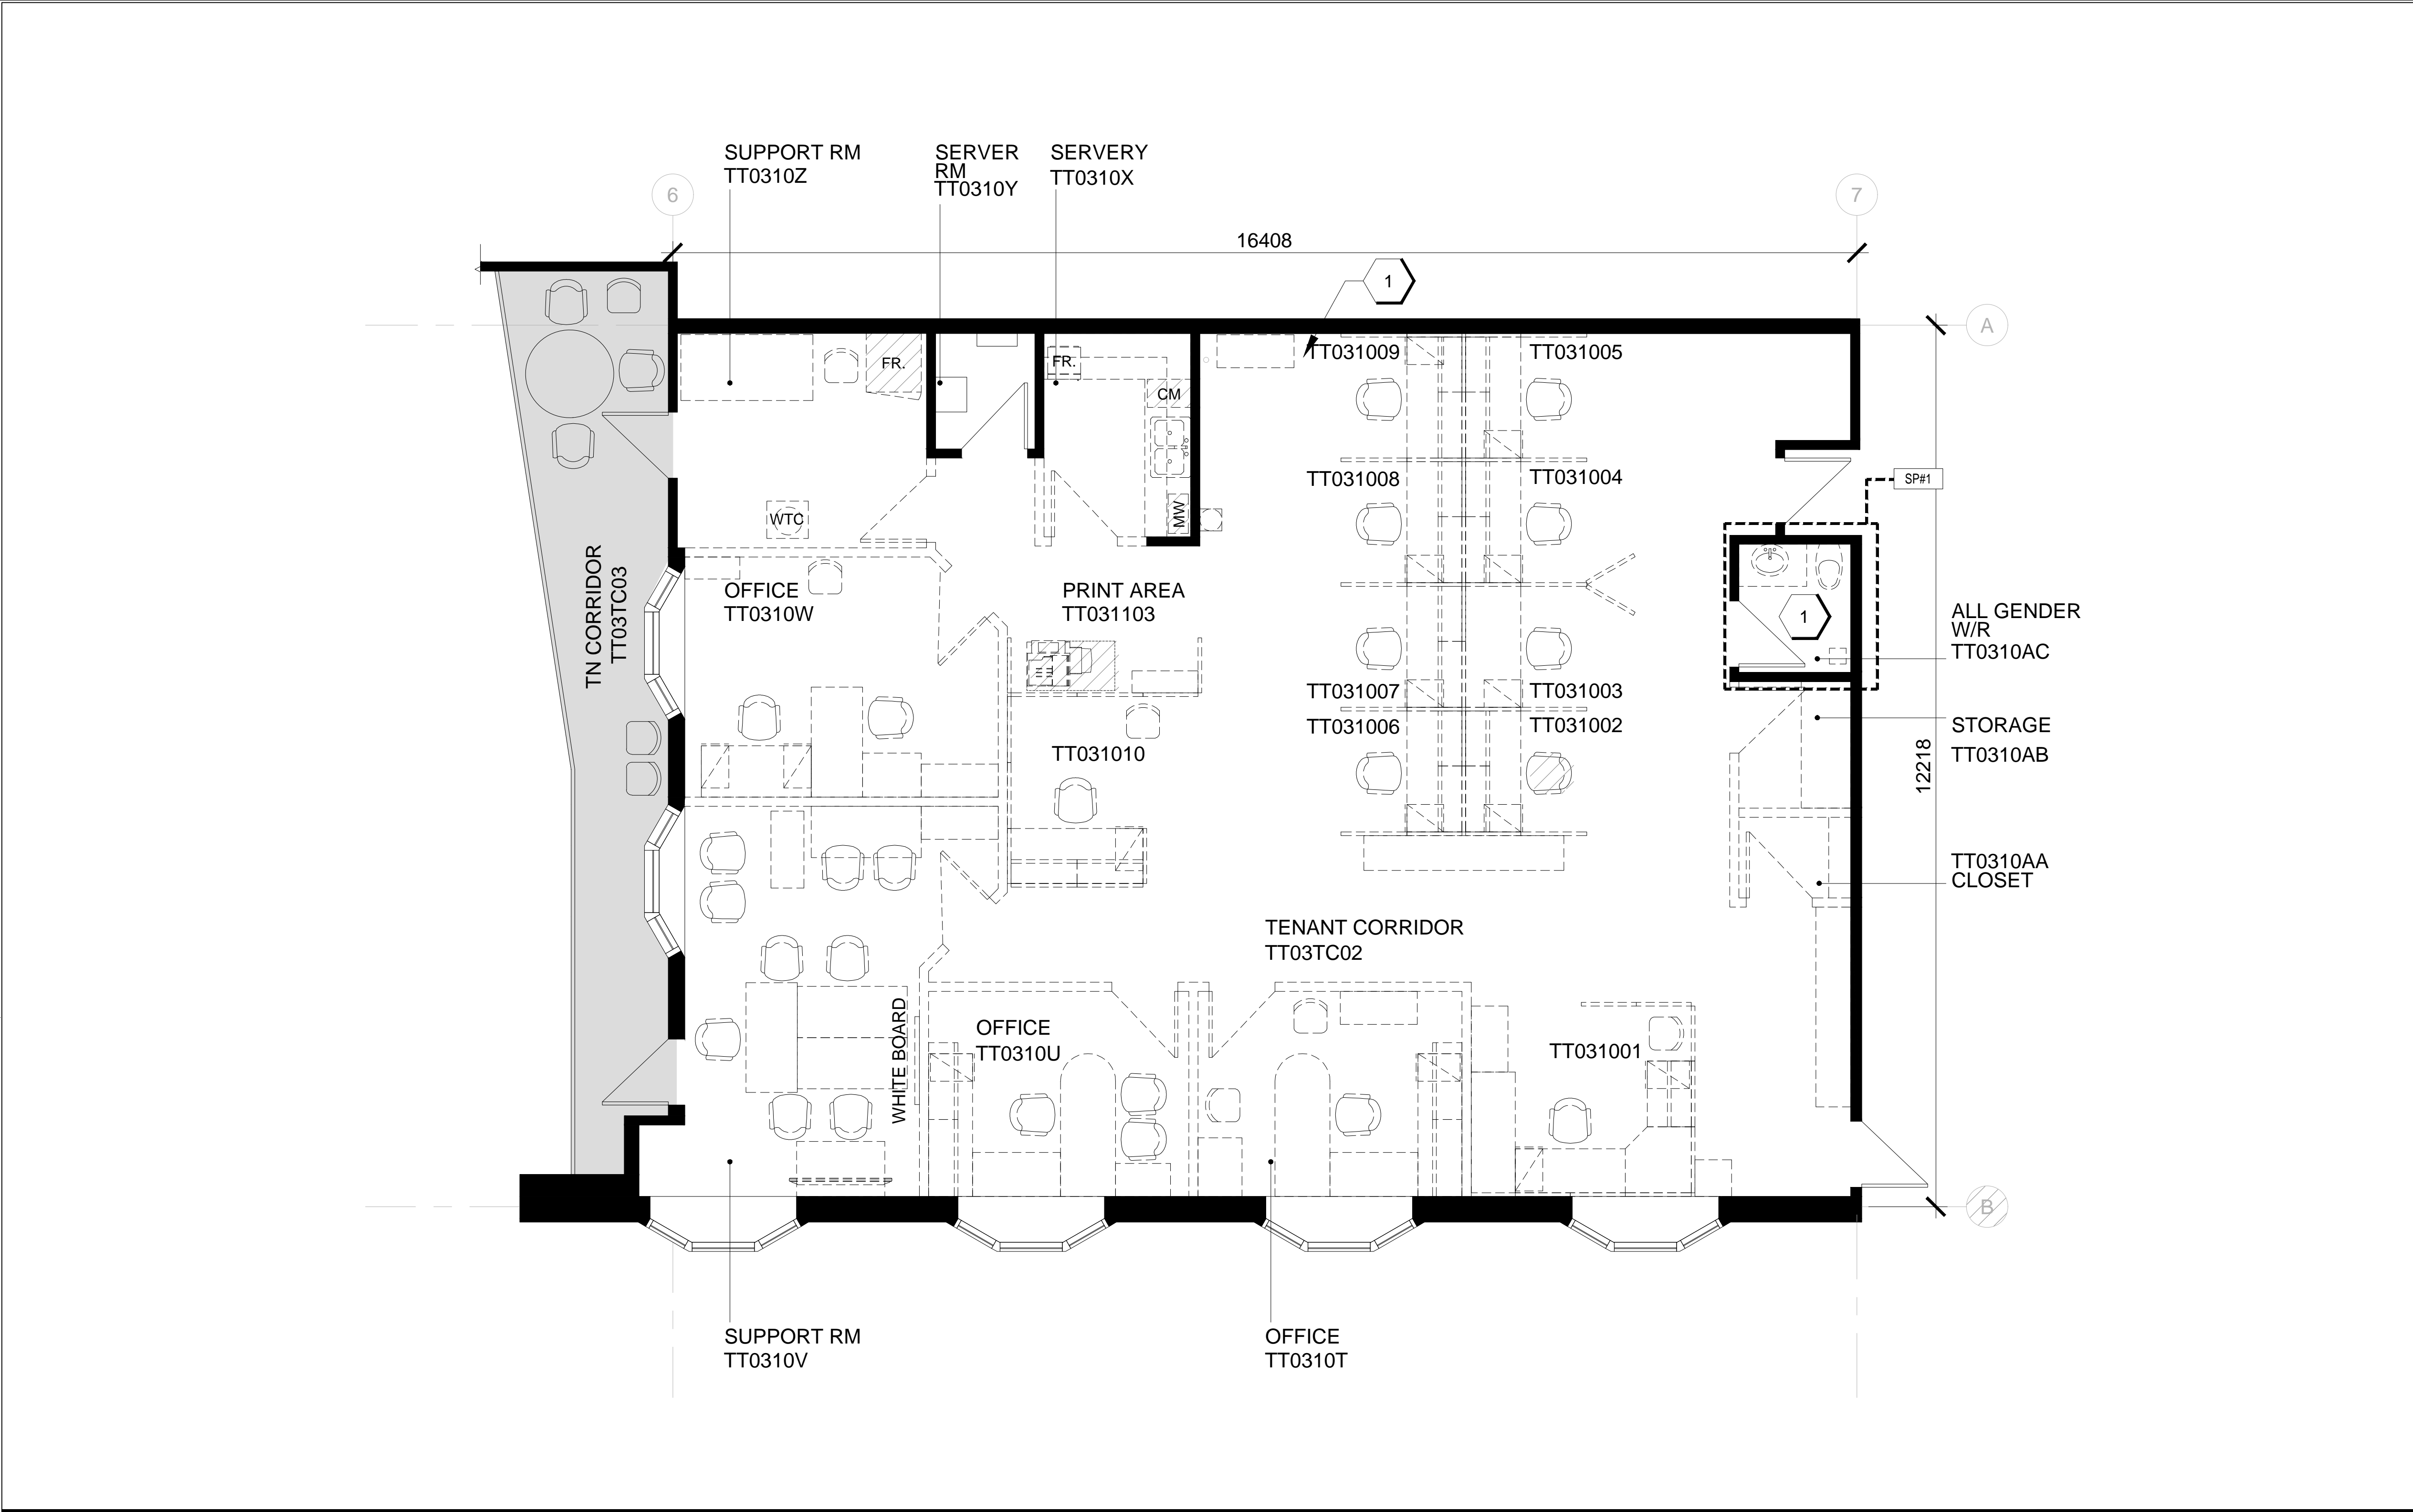 SUPPORT RM
TT0310Z
SERVER
RM
TT0310Y
SERVERY
TT0310X
6
7
16408
1
A
FR.
FR.
CM
TT031009
TT031005
TT031008
TT031004
SP#1
WTC
MW
TN CORRIDOR
TT03TC03
OFFICE
TT0310W
PRINT AREA
TT031103
1
ALL GENDER
W/R
TT0310AC
TT031007
TT031003
TT031006
TT031002
STORAGE
TT0310AB
TT031010
12218
TT0310AA
CLOSET
TENANT CORRIDOR
TT03TC02
WHITE BOARD
OFFICE
TT0310U
TT031001
B
SUPPORT RM
TT0310V
OFFICE
TT0310T